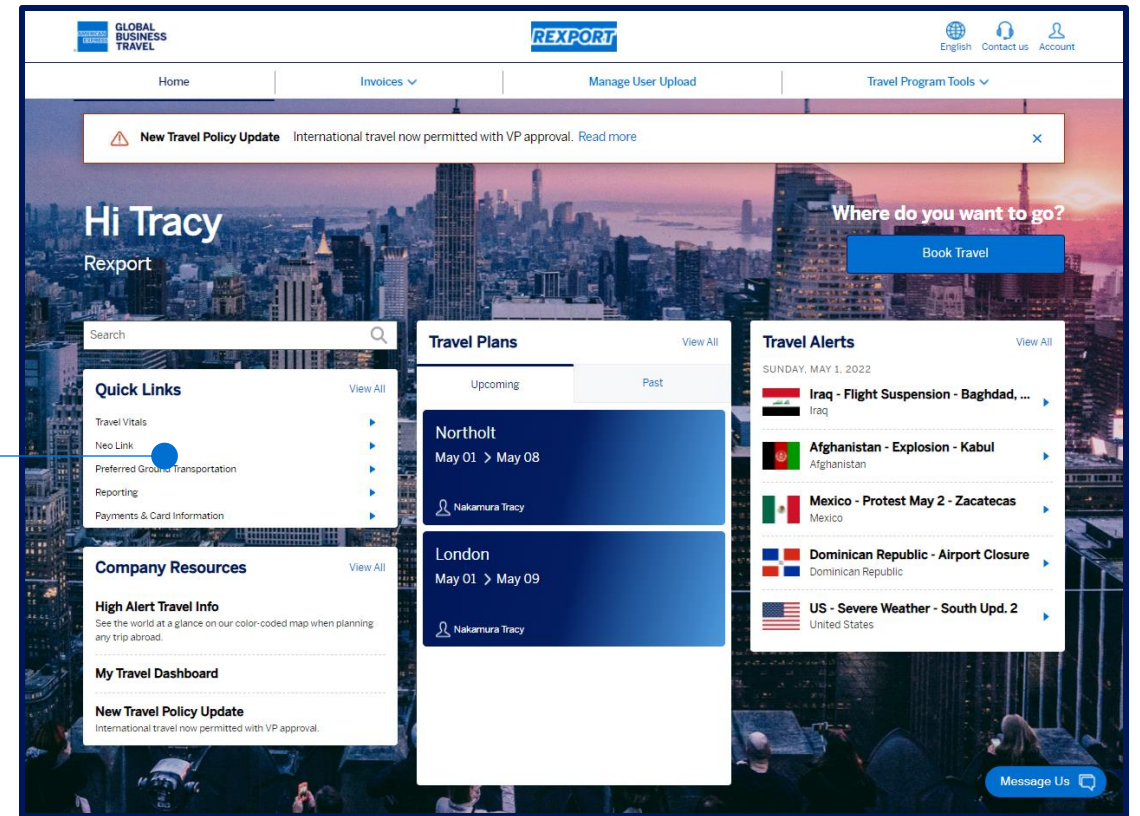 AMERICAN EXPRESS
GLOBAL
BUSINESS
TRAVEL
REXPORT
English
Contact us
Account
Home
Invoices
Manage User Upload
Travel Program Tools
New Travel Policy Update International travel now permitted with VP approval. Read more
Hi Tracy
Rexport
Where do you want to go?
Book Travel
Search
Quick Links
View All
Travel Vitals
Neo Link
Preferred Ground Transportation
Reporting
Payments & Card Information
Company Resources
View All
High Alert Travel Info
See the world at a glance on our color-coded map when planning
any trip abroad.
My Travel Dashboard
New Travel Policy Update
International travel now permitted with VP approval.
Travel Plans
View All
Upcoming
Past
Northolt
May 01 > May 08
Nakamura Tracy
London
May 01 > May 09
Nakamura Tracy
Travel Alerts
View All
SUNDAY, MAY 1, 2022
Iraq - Flight Suspension - Baghdad, ...
Iraq
Afghanistan - Explosion - Kabul
Afghanistan
Mexico - Protest May 2 - Zacatecas
Mexico
Dominican Republic - Airport Closure
Dominican Republic
US - Severe Weather - South Upd. 2
United States
Message Us